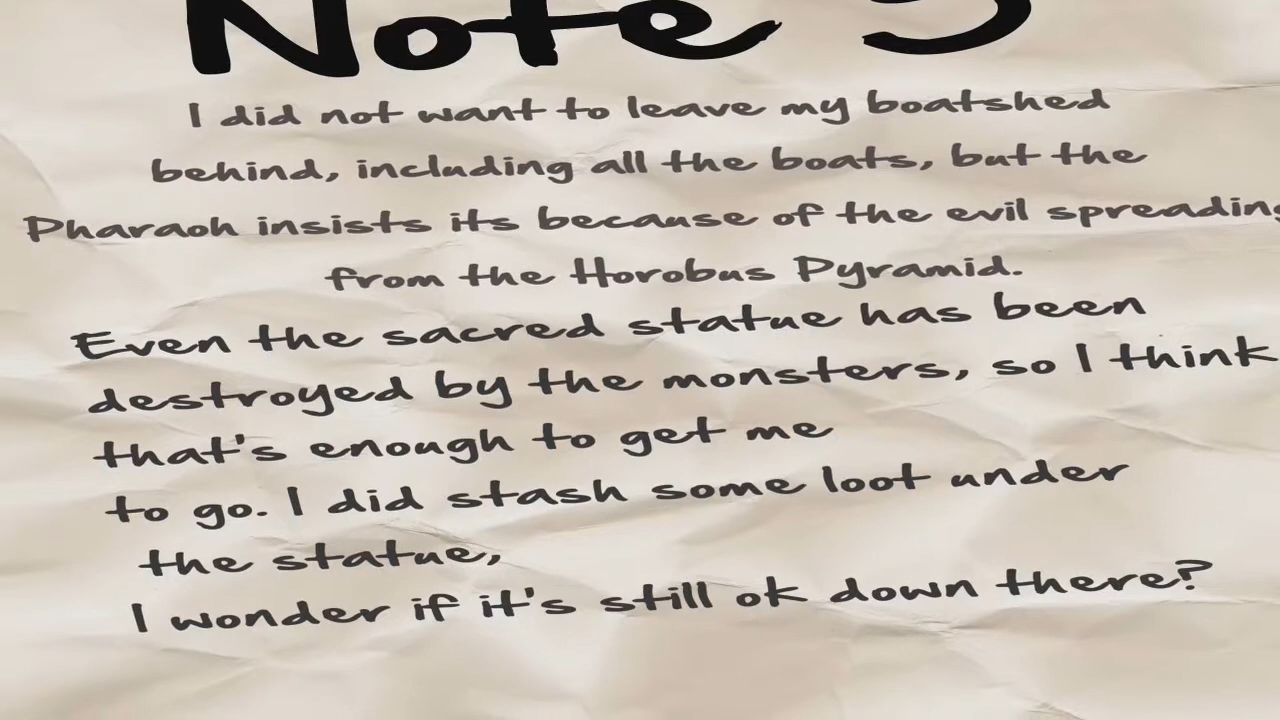 Note
I did not want to leave my boatshed
behind, including all the boats, but the
Pharaoh insists its because of the evil spreading
from the Horobus Pyramid.
Even the sacred statue has been
destroyed by the monsters, so I think
that's enough to get me
to go. I did stash some loot under
the statue,
I wonder if it's still ok down there?